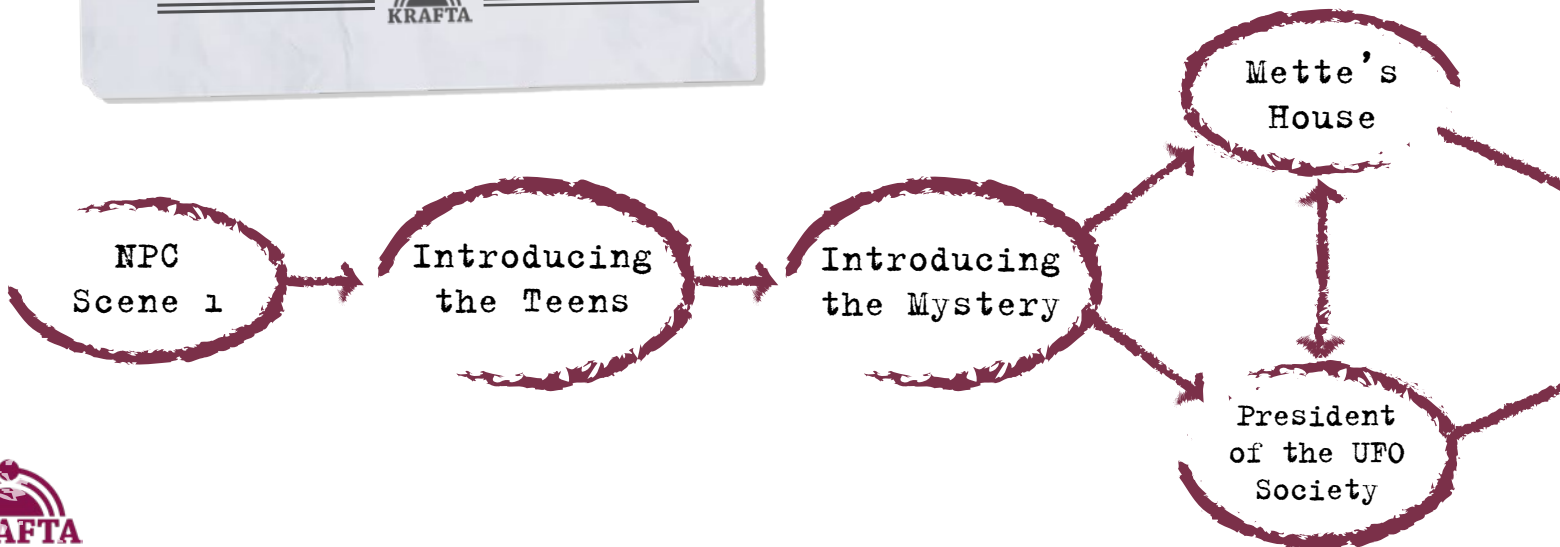 KRAFTA
NPC
Scene 1
Introducing
the Teens
Introducing
the Mystery
Mette's
House
President
of the UFO
Society
AFTA